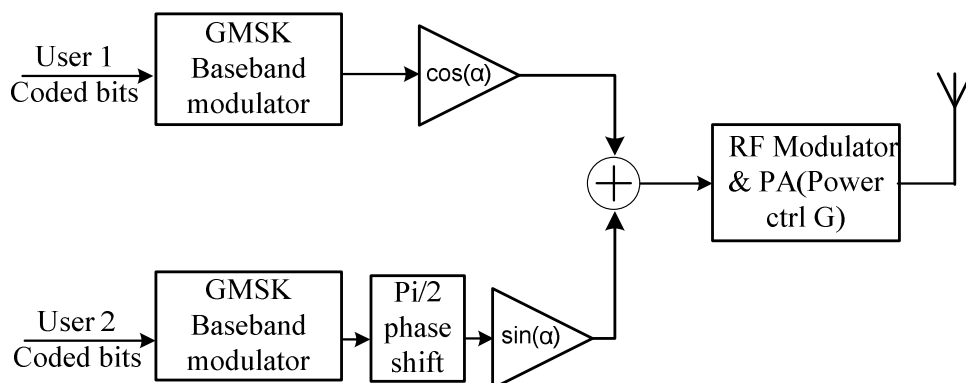 User 1
Coded bits
GMSK
Baseband
modulator
cos(α)
RF Modulator
& PA(Power
ctrl G)
User 2
Coded bits
GMSK
Baseband
modulator
Pi/2
phase
shift
sin(α)